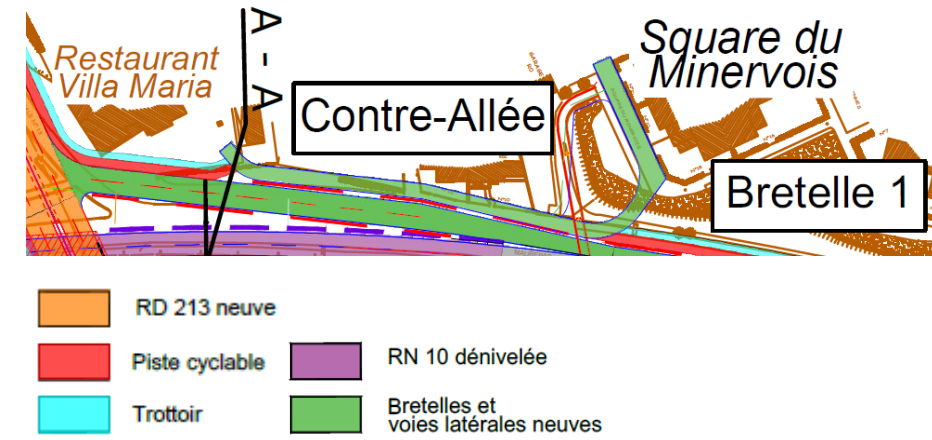 A - A
Restaurant
Villa Maria
Contre-Allée
Square du
Minervois
Bretelle 1
RD 213 neuve
Piste cyclable
RN 10 dénivelée
Trottoir
Bretelles et
voies latérales neuves